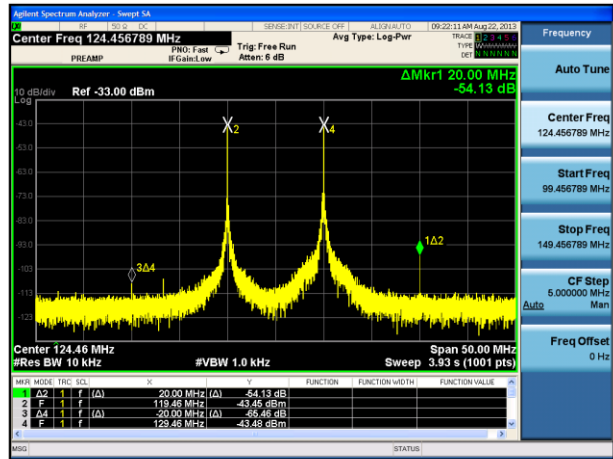 Agilent Spectrum Analyzer - Swept SA
RF 50 Ω DC SENSE:INT SOURCE OFF ALIGN AUTO 09:22:11 AM Aug 22, 2013
Center Freq 124.456789 MHz
PREAMP
PNO: Fast
IFGain:Low
Trig: Free Run
Atten: 6 dB
Avg Type: Log-Pwr
TRACE 1 2 3 4 5 6
TYPE
DET N N N N N N
ΔMkr1 20.00 MHz
-54.13 dB
10 dB/div Ref -33.00 dBm
Log
-43.0
-53.0
-63.0
-73.0
-83.0
-93.0
-103
-113
-123
2
4
1Δ2
3Δ4
Center 124.46 MHz Span 50.00 MHz
#Res BW 10 kHz #VBW 1.0 kHz Sweep 3.93 s (1001 pts)
MKR MODE TRC SCL X Y FUNCTION FUNCTION WIDTH FUNCTION VALUE
1 Δ2 1 f (Δ) 20.00 MHz (Δ) -54.13 dB
2 F 1 f 119.46 MHz -43.45 dBm
3 Δ4 1 f (Δ) -20.00 MHz (Δ) -65.46 dB
4 F 1 f 129.46 MHz -43.48 dBm
MSG STATUS
Frequency
Auto Tune
Center Freq
124.456789 MHz
Start Freq
99.456789 MHz
Stop Freq
149.456789 MHz
CF Step
5.000000 MHz
Auto Man
Freq Offset
0 Hz